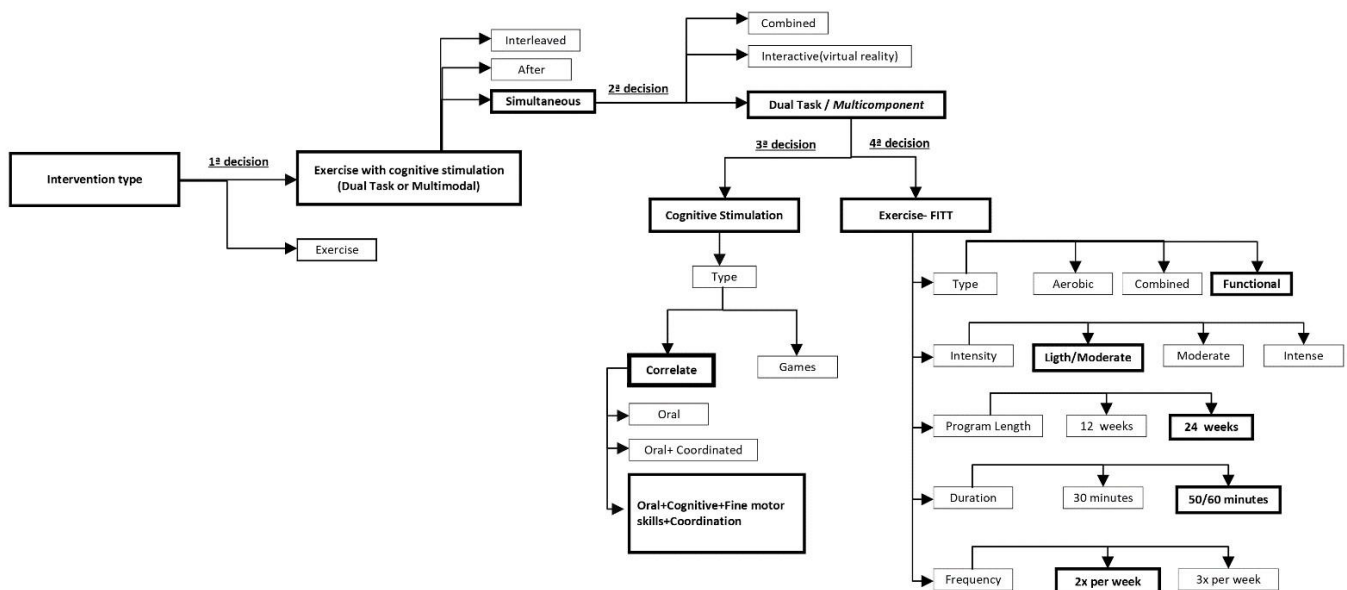 Combined
Interleaved
Interactive(virtual reality)
After
2ª decision
Simultaneous
Dual Task / Multicomponent
3ª decision
4ª decision
1ª decision
Intervention type
Exercise with cognitive stimulation
(Dual Task or Multimodal)
Exercise
Cognitive Stimulation
Exercise- FITT
Type
Type
Aerobic
Combined
Functional
Correlate
Games
Intensity
Ligth/Moderate
Moderate
Intense
Oral
Program Length
12 weeks
24 weeks
Oral+ Coordinated
Oral+Cognitive+Fine motor
skills+Coordination
Duration
30 minutes
50/60 minutes
Frequency
2x per week
3x per week